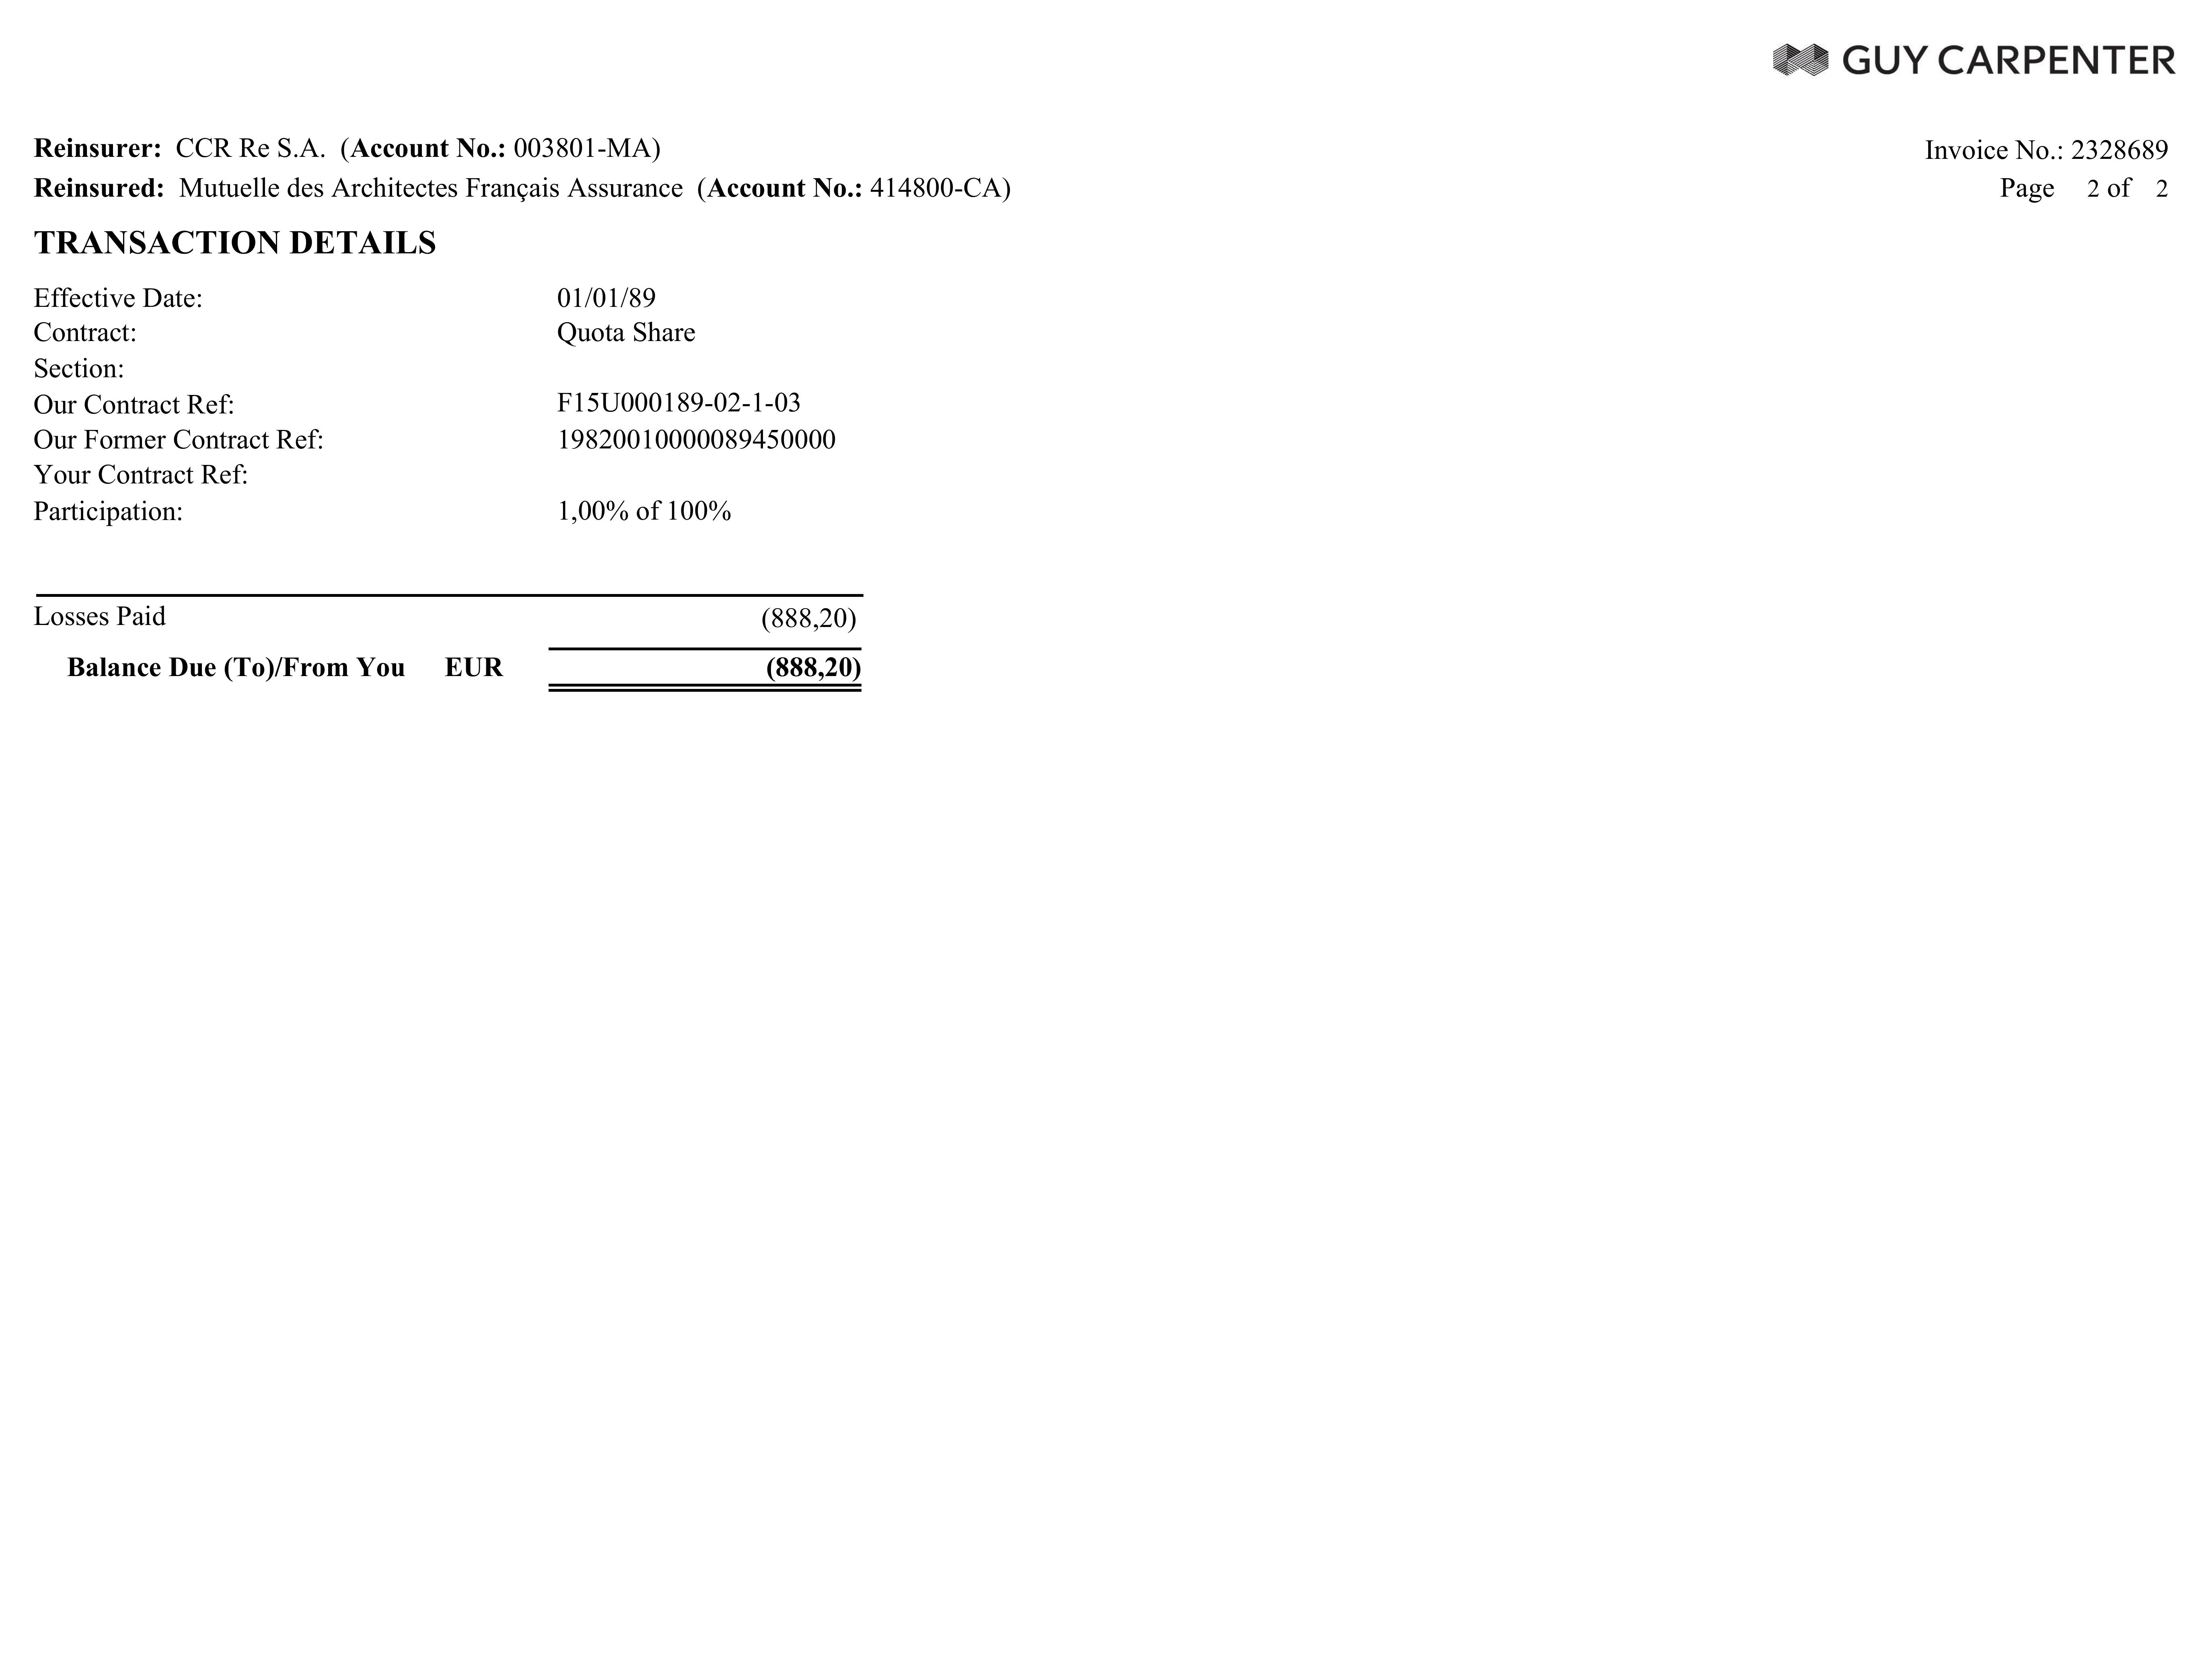 GUY CARPENTER
Reinsurer: CCR Re S.A. (Account No.: 003801-MA)
Invoice No.: 2328689
Reinsured: Mutuelle des Architectes Français Assurance (Account No.: 414800-CA)
Page 2 of 2
TRANSACTION DETAILS
Effective Date: 01/01/89
Contract: Quota Share
Section:
Our Contract Ref: F15U000189-02-1-03
Our Former Contract Ref: 19820010000089450000
Your Contract Ref:
Participation: 1,00% of 100%
Losses Paid (888,20)
Balance Due (To)/From You EUR (888,20)